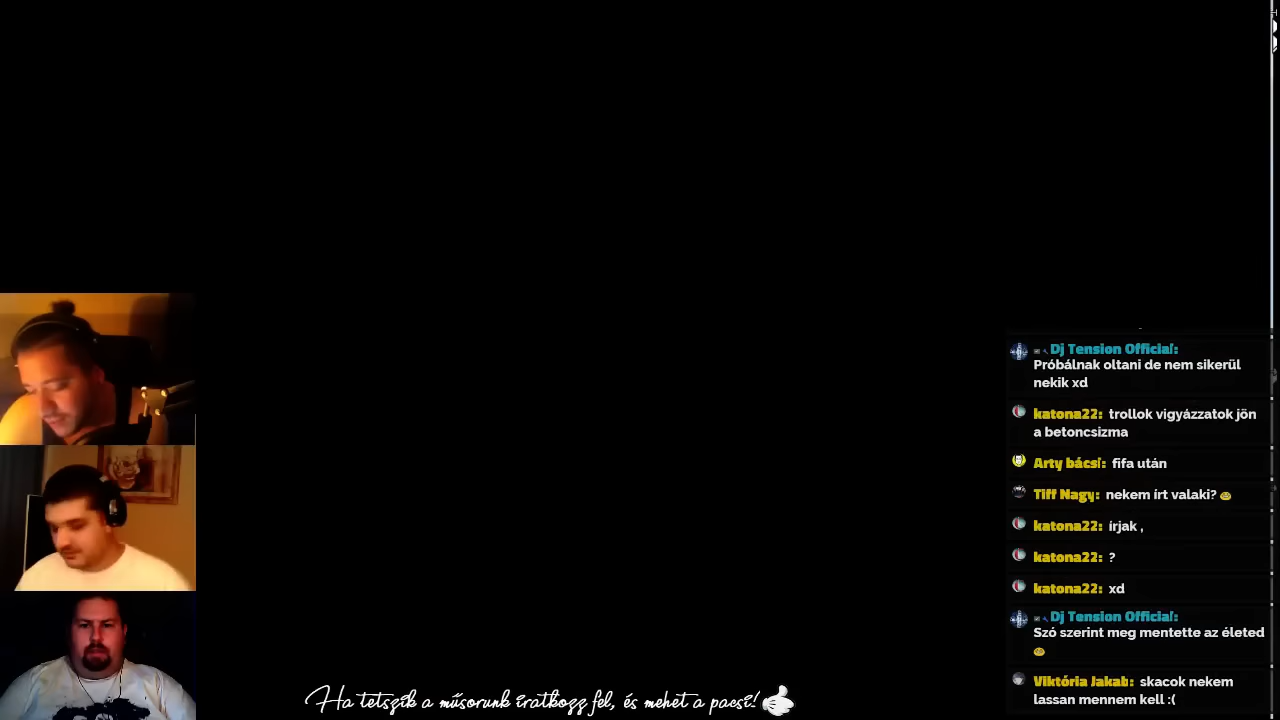 Dj Tension Official:
Próbálnak oltani de nem sikerül
nekik xd
katona22: trollok vigyázzatok jön
a betoncsizma
Arty bácsi: fifa után
Tiff Nagy: nekem írt valaki?
katona22: írjak ,
katona22: ?
katona22: xd
Dj Tension Official:
Szó szerint meg mentette az életed
Viktória Jakab: skacok nekem
lassan mennem kell :(
Ha tetszik a műsorunk íratkozz fel, és mehet a pacsi!